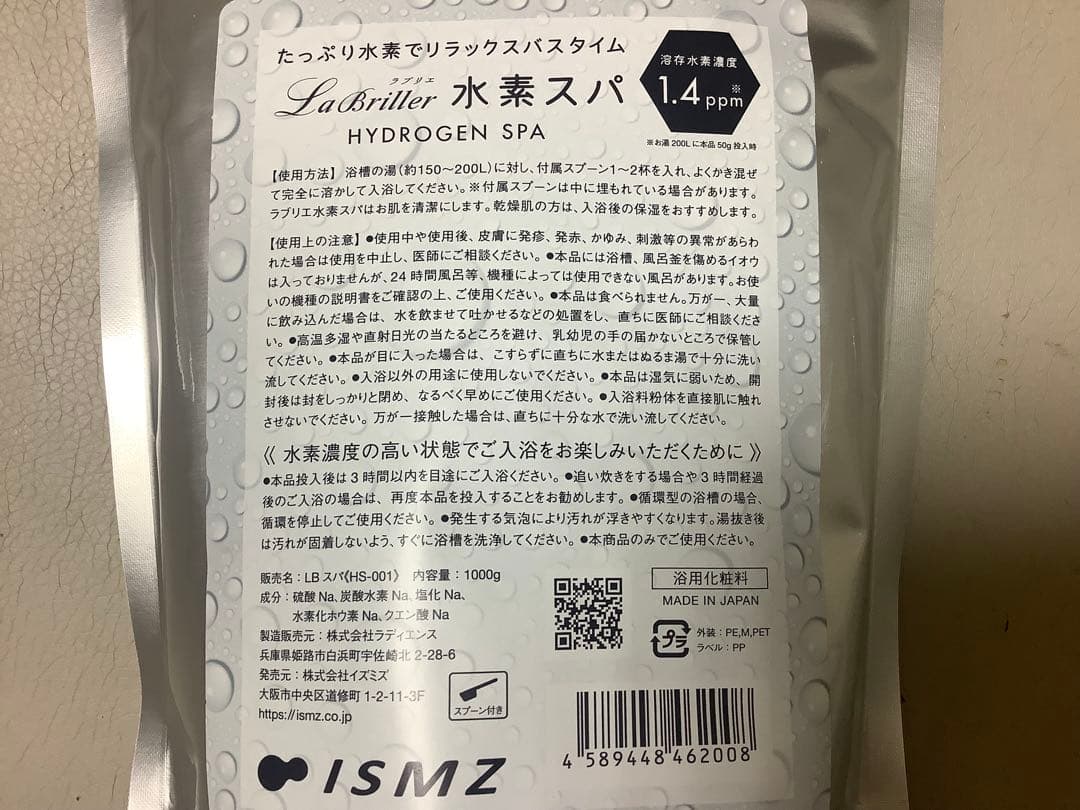 たっぷり水素でリラックスバスタイム
ラブリエ
LaBriller 水素スパ
HYDROGEN SPA
溶存水素濃度
1.4 ppm ※
※お湯 200L に本品 50g 投入時
【使用方法】 浴槽の湯（約150～200L）に対し、付属スプーン1～2杯を入れ、よくかき混ぜ
て完全に溶かして入浴してください。※付属スプーンは中に埋もれている場合があります。
ラブリエ水素スパはお肌を清潔にします。乾燥肌の方は、入浴後の保湿をおすすめします。
【使用上の注意】●使用中や使用後、皮膚に発疹、発赤、かゆみ、刺激等の異常があらわ
れた場合は使用を中止し、医師にご相談ください。●本品には浴槽、風呂釜を傷めるイオウ
は入っておりませんが、24時間風呂等、機種によっては使用できない風呂があります。お使
いの機種の説明書をご確認の上、ご使用ください。●本品は食べられません。万が一、大量
に飲み込んだ場合は、水を飲ませて吐かせるなどの処置をし、直ちに医師にご相談くださ
い。●高温多湿や直射日光の当たるところを避け、乳幼児の手の届かないところで保管し
てください。●本品が目に入った場合は、こすらずに直ちに水またはぬるま湯で十分に洗い
流してください。●入浴以外の用途に使用しないでください。●本品は湿気に弱いため、開
封後は封をしっかりと閉め、なるべく早めにご使用ください。●入浴料粉体を直接肌に触れ
させないでください。万が一接触した場合は、直ちに十分な水で洗い流してください。
《 水素濃度の高い状態でご入浴をお楽しみいただくために 》
●本品投入後は3時間以内を目途にご入浴ください。●追い炊きをする場合や3時間経過
後のご入浴の場合は、再度本品を投入することをお勧めします。●循環型の浴槽の場合、
循環を停止してご使用ください。●発生する気泡により汚れが浮きやすくなります。湯抜き後
は汚れが固着しないよう、すぐに浴槽を洗浄してください。●本商品のみでご使用ください。
販売名：LB スパ《HS-001》 内容量：1000g
成分：硫酸 Na、炭酸水素 Na、塩化 Na、
水素化ホウ素 Na、クエン酸 Na
製造販売元：株式会社ラディエンス
兵庫県姫路市白浜町宇佐崎北 2-28-6
発売元：株式会社イズミズ
大阪市中央区道修町 1-2-11-3F
https://ismz.co.jp
スプーン付き
浴用化粧料
MADE IN JAPAN
プラ
外装：PE,M,PET
ラベル：PP
ISMZ
4 589448 462008